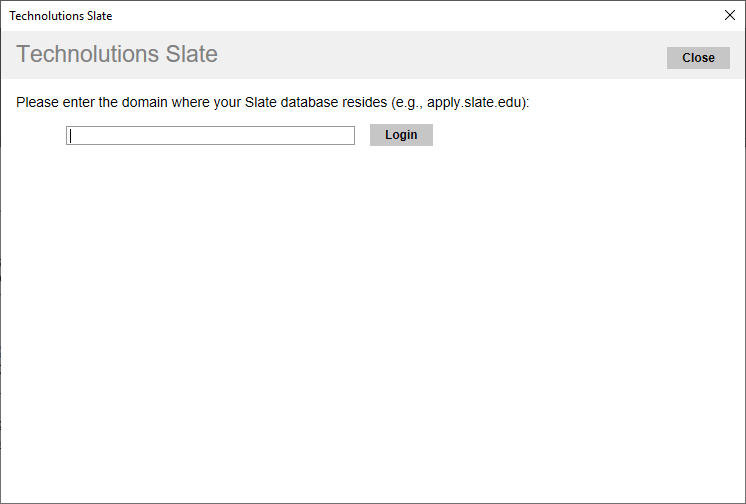 Technolutions Slate
Technolutions Slate
Close
Please enter the domain where your Slate database resides (e.g., apply.slate.edu):
Login